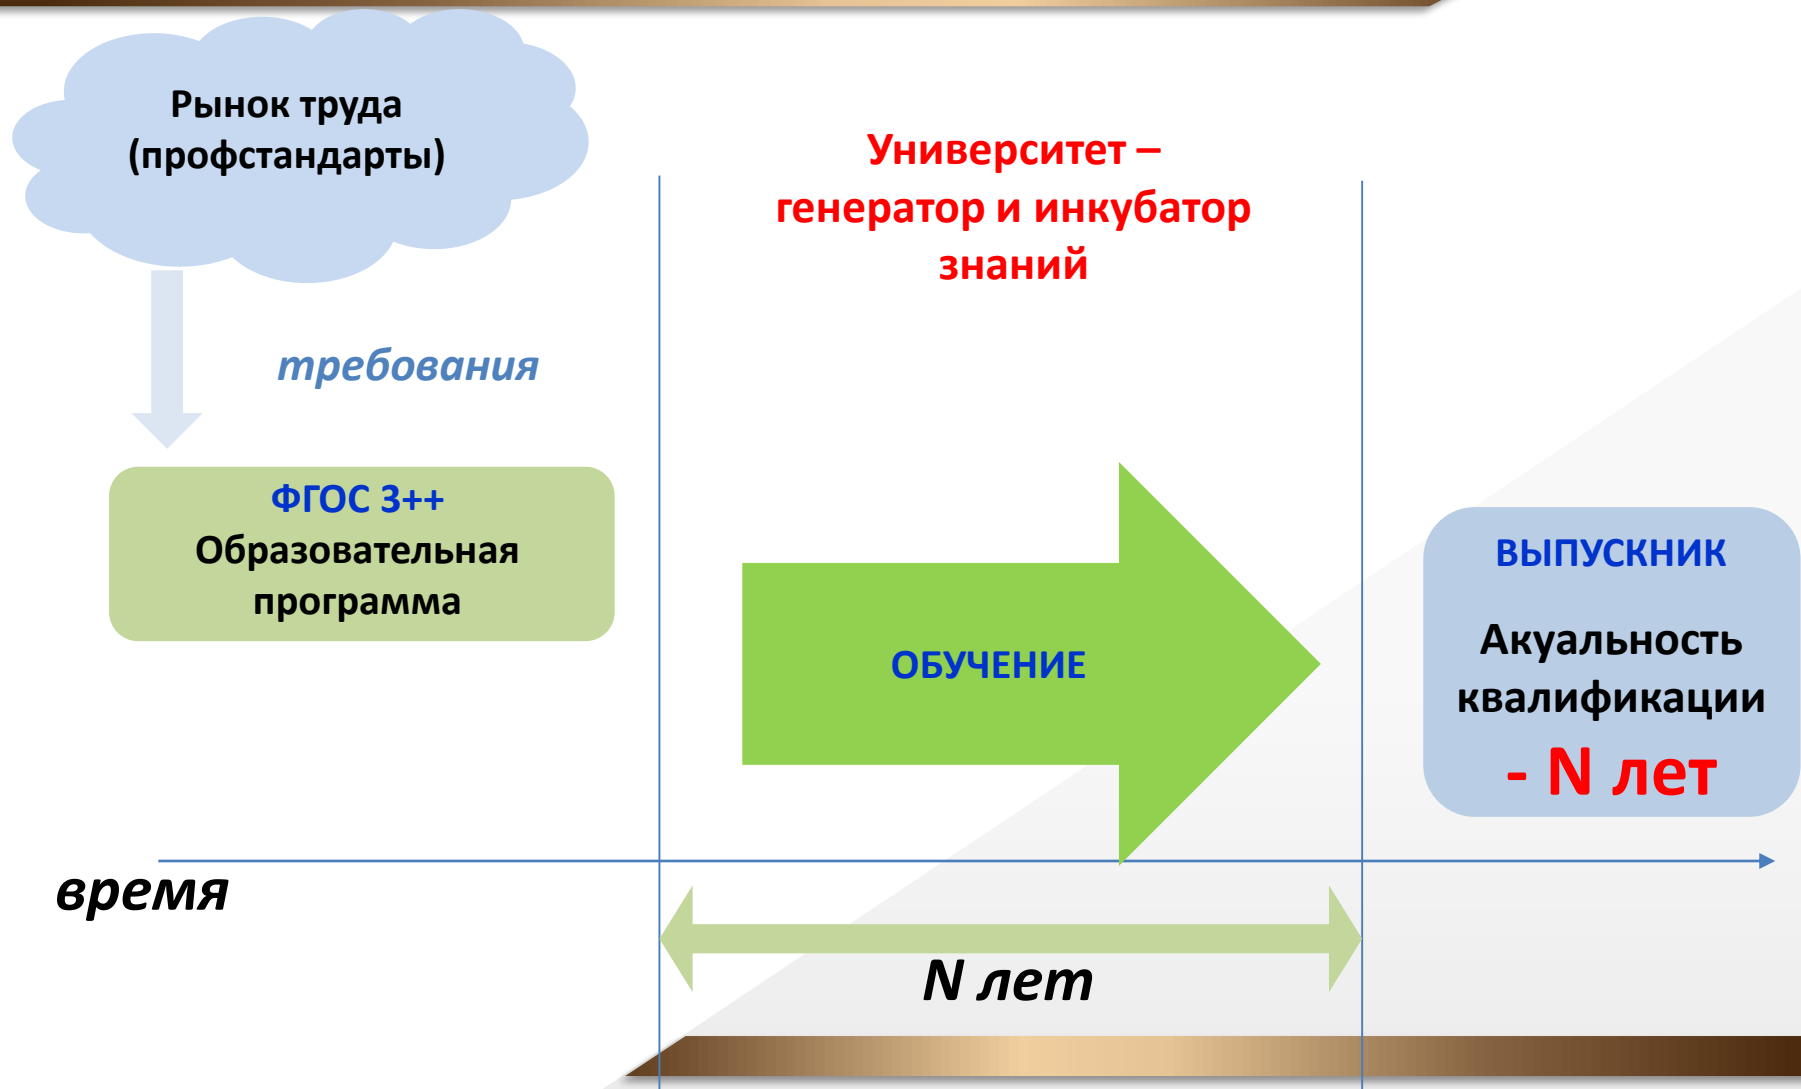 Рынок труда
(профстандарты)
Университет –
генератор и инкубатор
знаний
требования
ФГОС 3++
Образовательная
программа
ОБУЧЕНИЕ
ВЫПУСКНИК
Акуальность
квалификации
- N лет
время
N лет